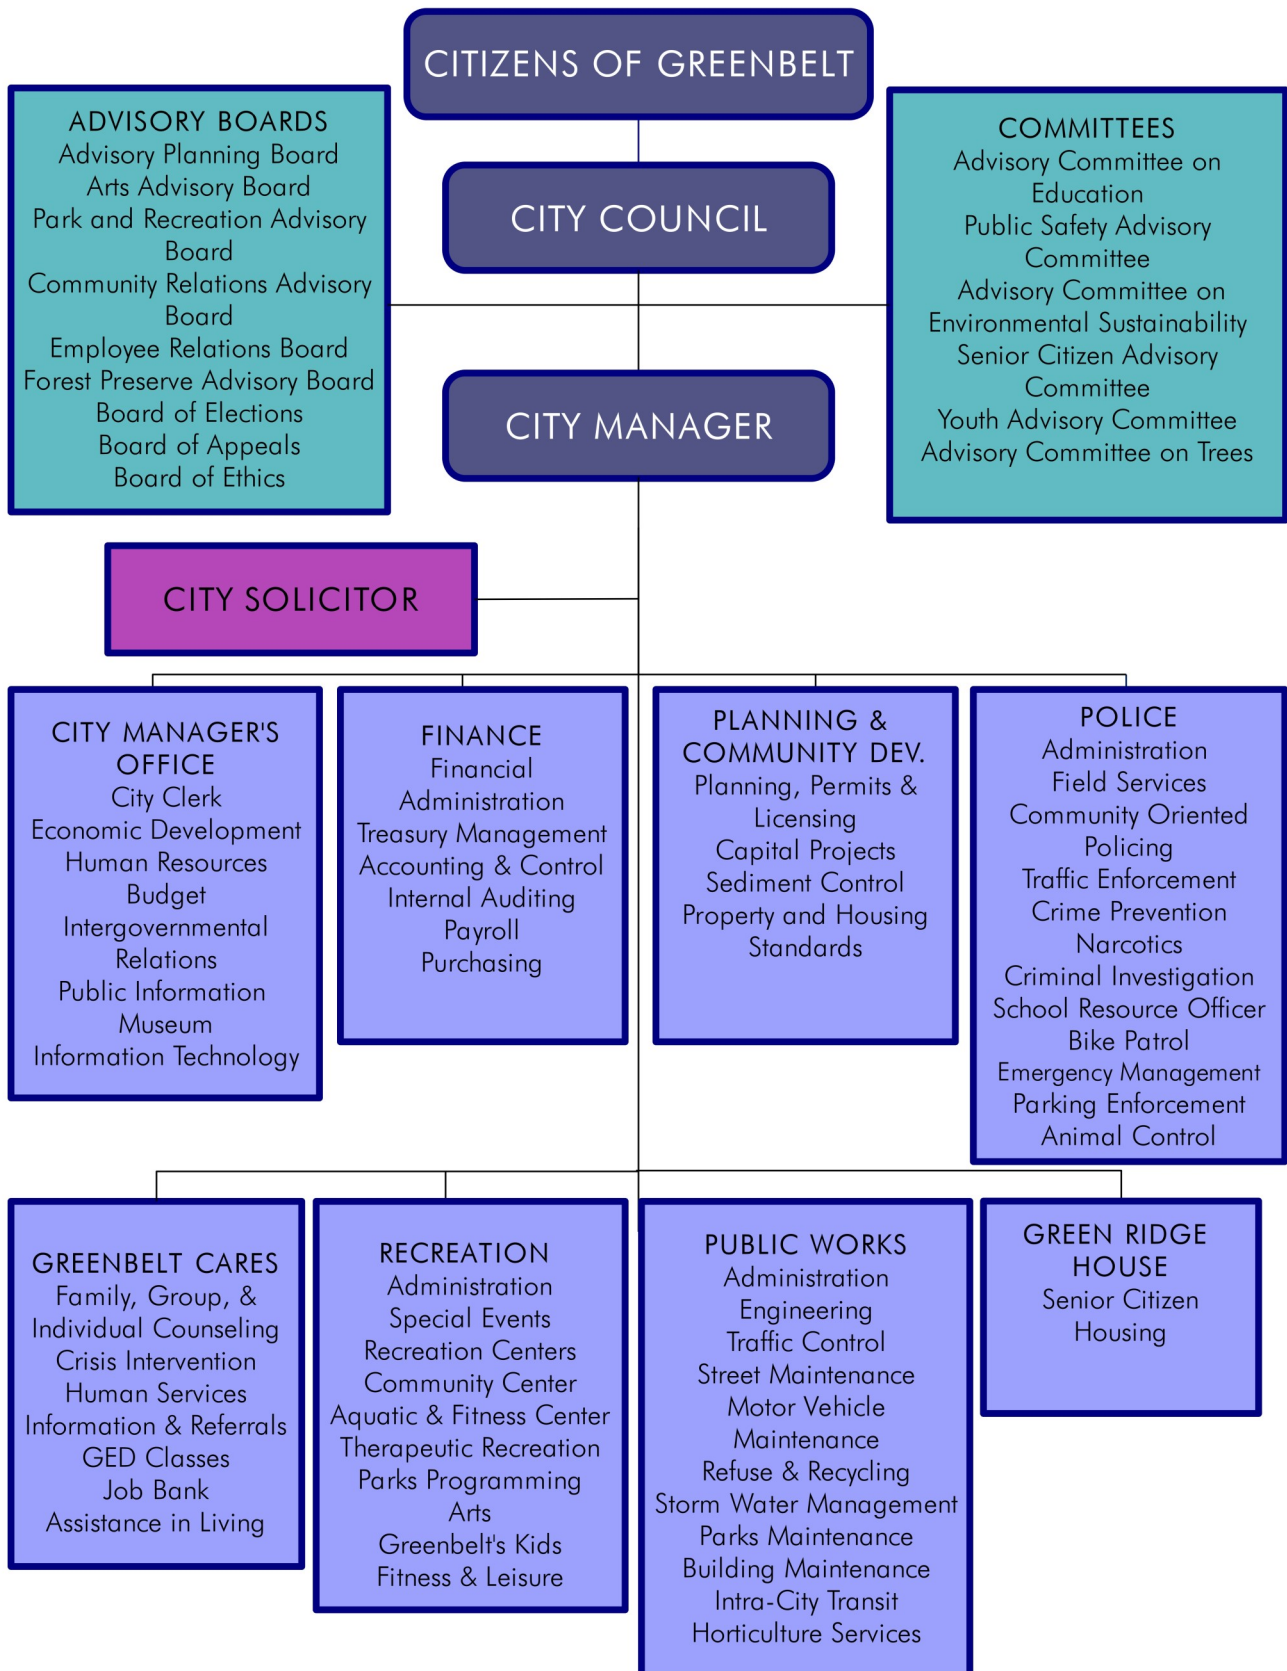 CITIZENS OF GREENBELT
ADVISORY BOARDS
Advisory Planning Board
Arts Advisory Board
Park and Recreation Advisory
Board
Community Relations Advisory
Board
Employee Relations Board
Forest Preserve Advisory Board
Board of Elections
Board of Appeals
Board of Ethics
CITY COUNCIL
COMMITTEES
Advisory Committee on
Education
Public Safety Advisory
Committee
Advisory Committee on
Environmental Sustainability
Senior Citizen Advisory
Committee
Youth Advisory Committee
Advisory Committee on Trees
CITY MANAGER
CITY SOLICITOR
CITY MANAGER'S
OFFICE
City Clerk
Economic Development
Human Resources
Budget
Intergovernmental
Relations
Public Information
Museum
Information Technology
FINANCE
Financial
Administration
Treasury Management
Accounting & Control
Internal Auditing
Payroll
Purchasing
PLANNING &
COMMUNITY DEV.
Planning, Permits &
Licensing
Capital Projects
Sediment Control
Property and Housing
Standards
POLICE
Administration
Field Services
Community Oriented
Policing
Traffic Enforcement
Crime Prevention
Narcotics
Criminal Investigation
School Resource Officer
Bike Patrol
Emergency Management
Parking Enforcement
Animal Control
GREENBELT CARES
Family, Group, &
Individual Counseling
Crisis Intervention
Human Services
Information & Referrals
GED Classes
Job Bank
Assistance in Living
RECREATION
Administration
Special Events
Recreation Centers
Community Center
Aquatic & Fitness Center
Therapeutic Recreation
Parks Programming
Arts
Greenbelt's Kids
Fitness & Leisure
PUBLIC WORKS
Administration
Engineering
Traffic Control
Street Maintenance
Motor Vehicle
Maintenance
Refuse & Recycling
Storm Water Management
Parks Maintenance
Building Maintenance
Intra-City Transit
Horticulture Services
GREEN RIDGE
HOUSE
Senior Citizen
Housing